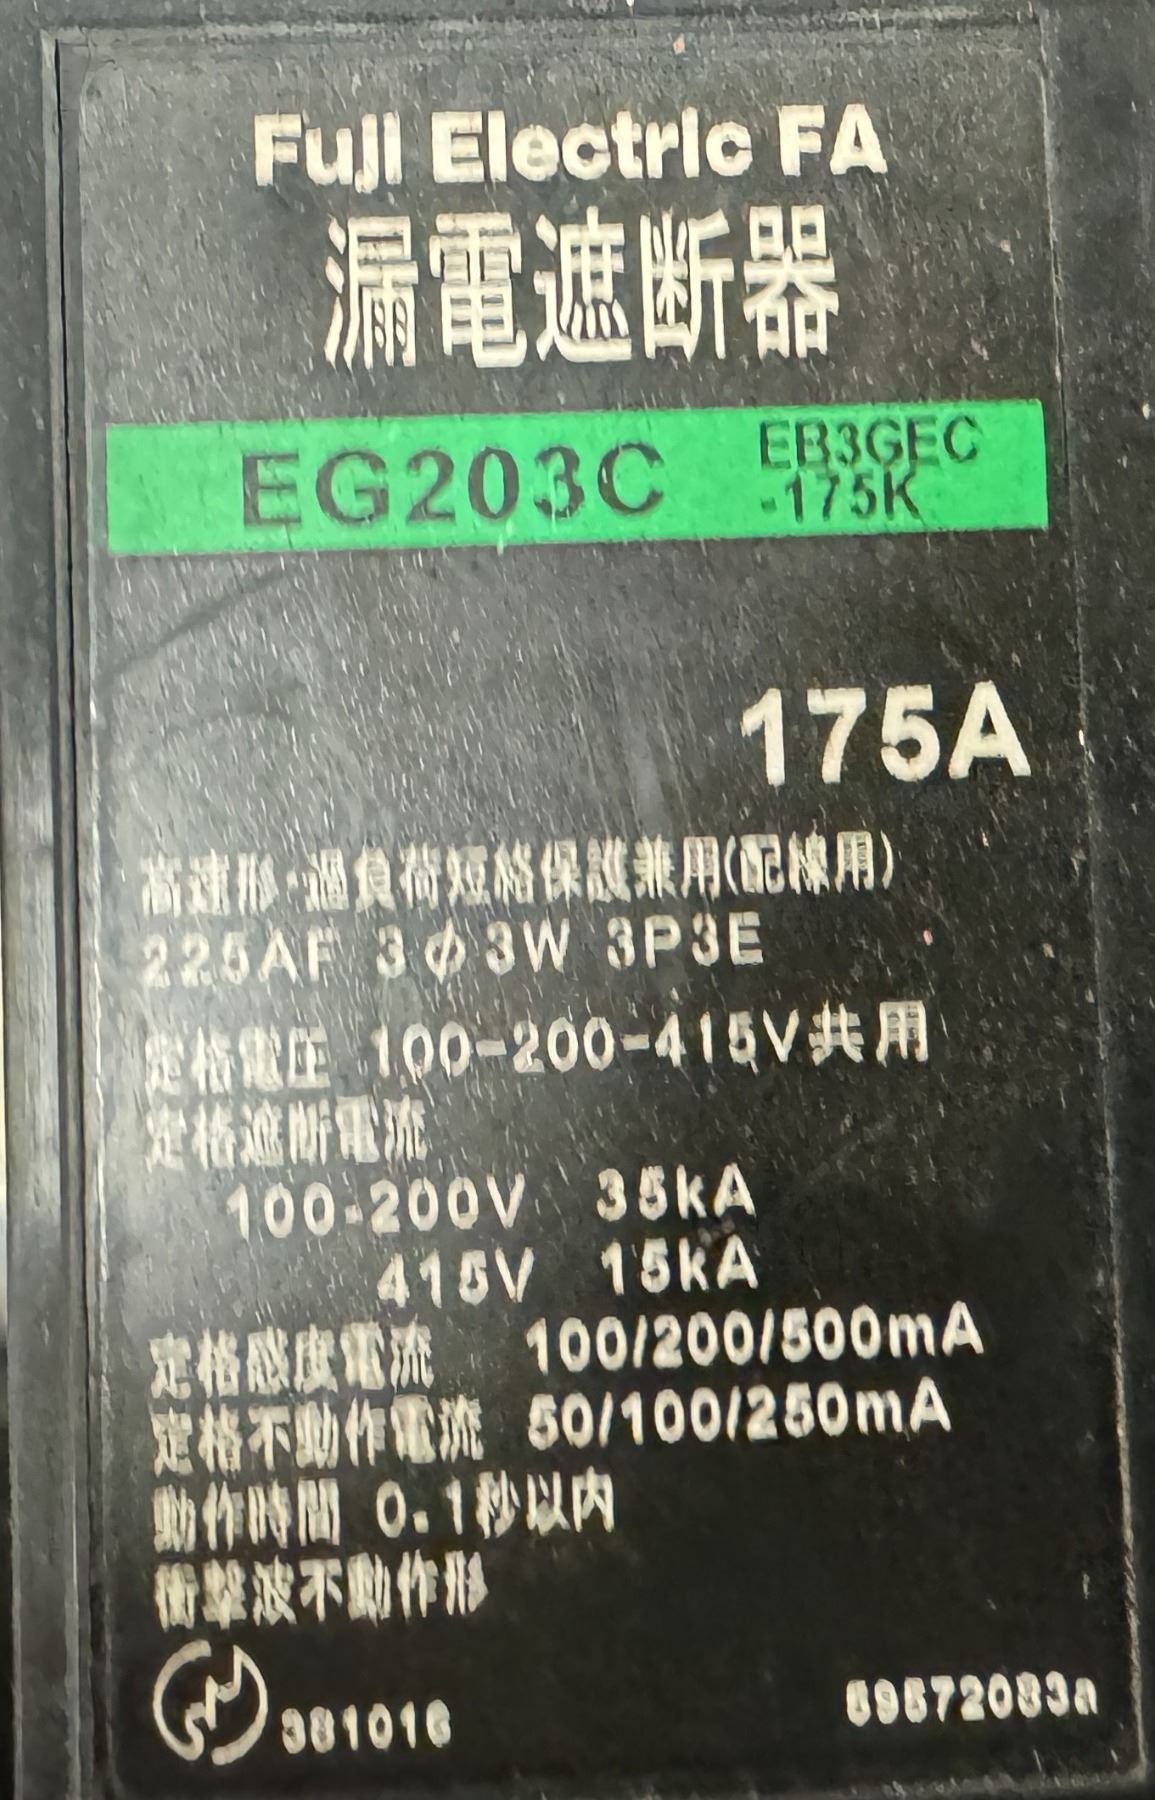 Fuji Electric FA
漏電遮断器
EG203C
EB3GEC
-175K
175A
高速形・過負荷短絡保護兼用(配線用)
225AF 3φ3W 3P3E
定格電圧 100-200-415V共用
定格遮断電流
100-200V 35kA
415V 15kA
定格感度電流 100/200/500mA
定格不動作電流 50/100/250mA
動作時間 0.1秒以内
衝撃波不動作形